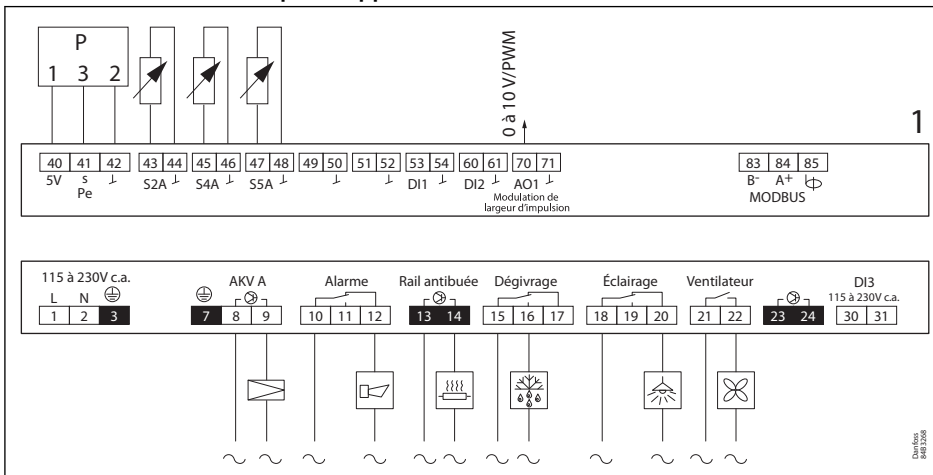 P
1 3 2
0 à 10 V/PWM
1
40 41 42 43 44 45 46 47 48 49 50 51 52 53 54 60 61 70 71 83 84 85
5V s S2A S4A S5A DI1 DI2 AO1 B- A+
Pe
Modulation de
largeur d'impulsion
MODBUS
115 à 230V c.a. AKV A Alarme Rail antibuée Dégivrage Éclairage Ventilateur DI3
L N 115 à 230V c.a.
1 2 3 7 8 9 10 11 12 13 14 15 16 17 18 19 20 21 22 23 24 30 31
Danfoss
84B3268